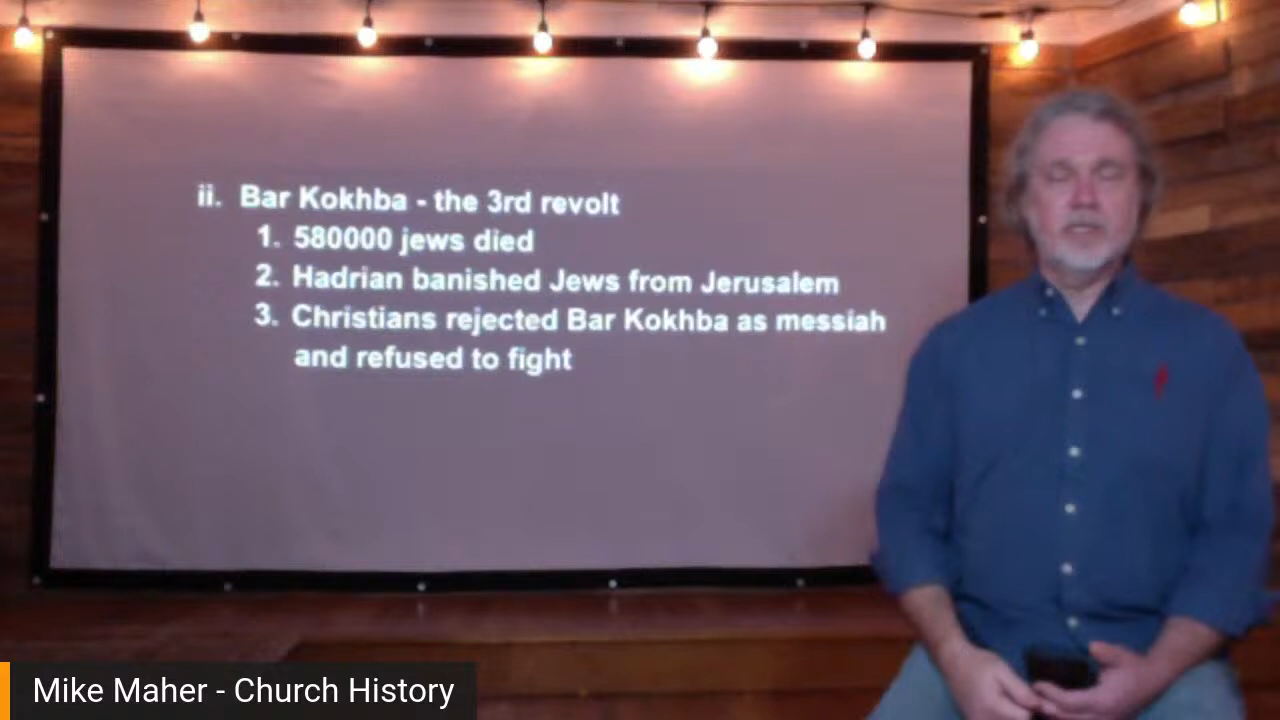 ii. Bar Kokhba - the 3rd revolt
1. 580000 jews died
2. Hadrian banished Jews from Jerusalem
3. Christians rejected Bar Kokhba as messiah
and refused to fight
Mike Maher - Church History